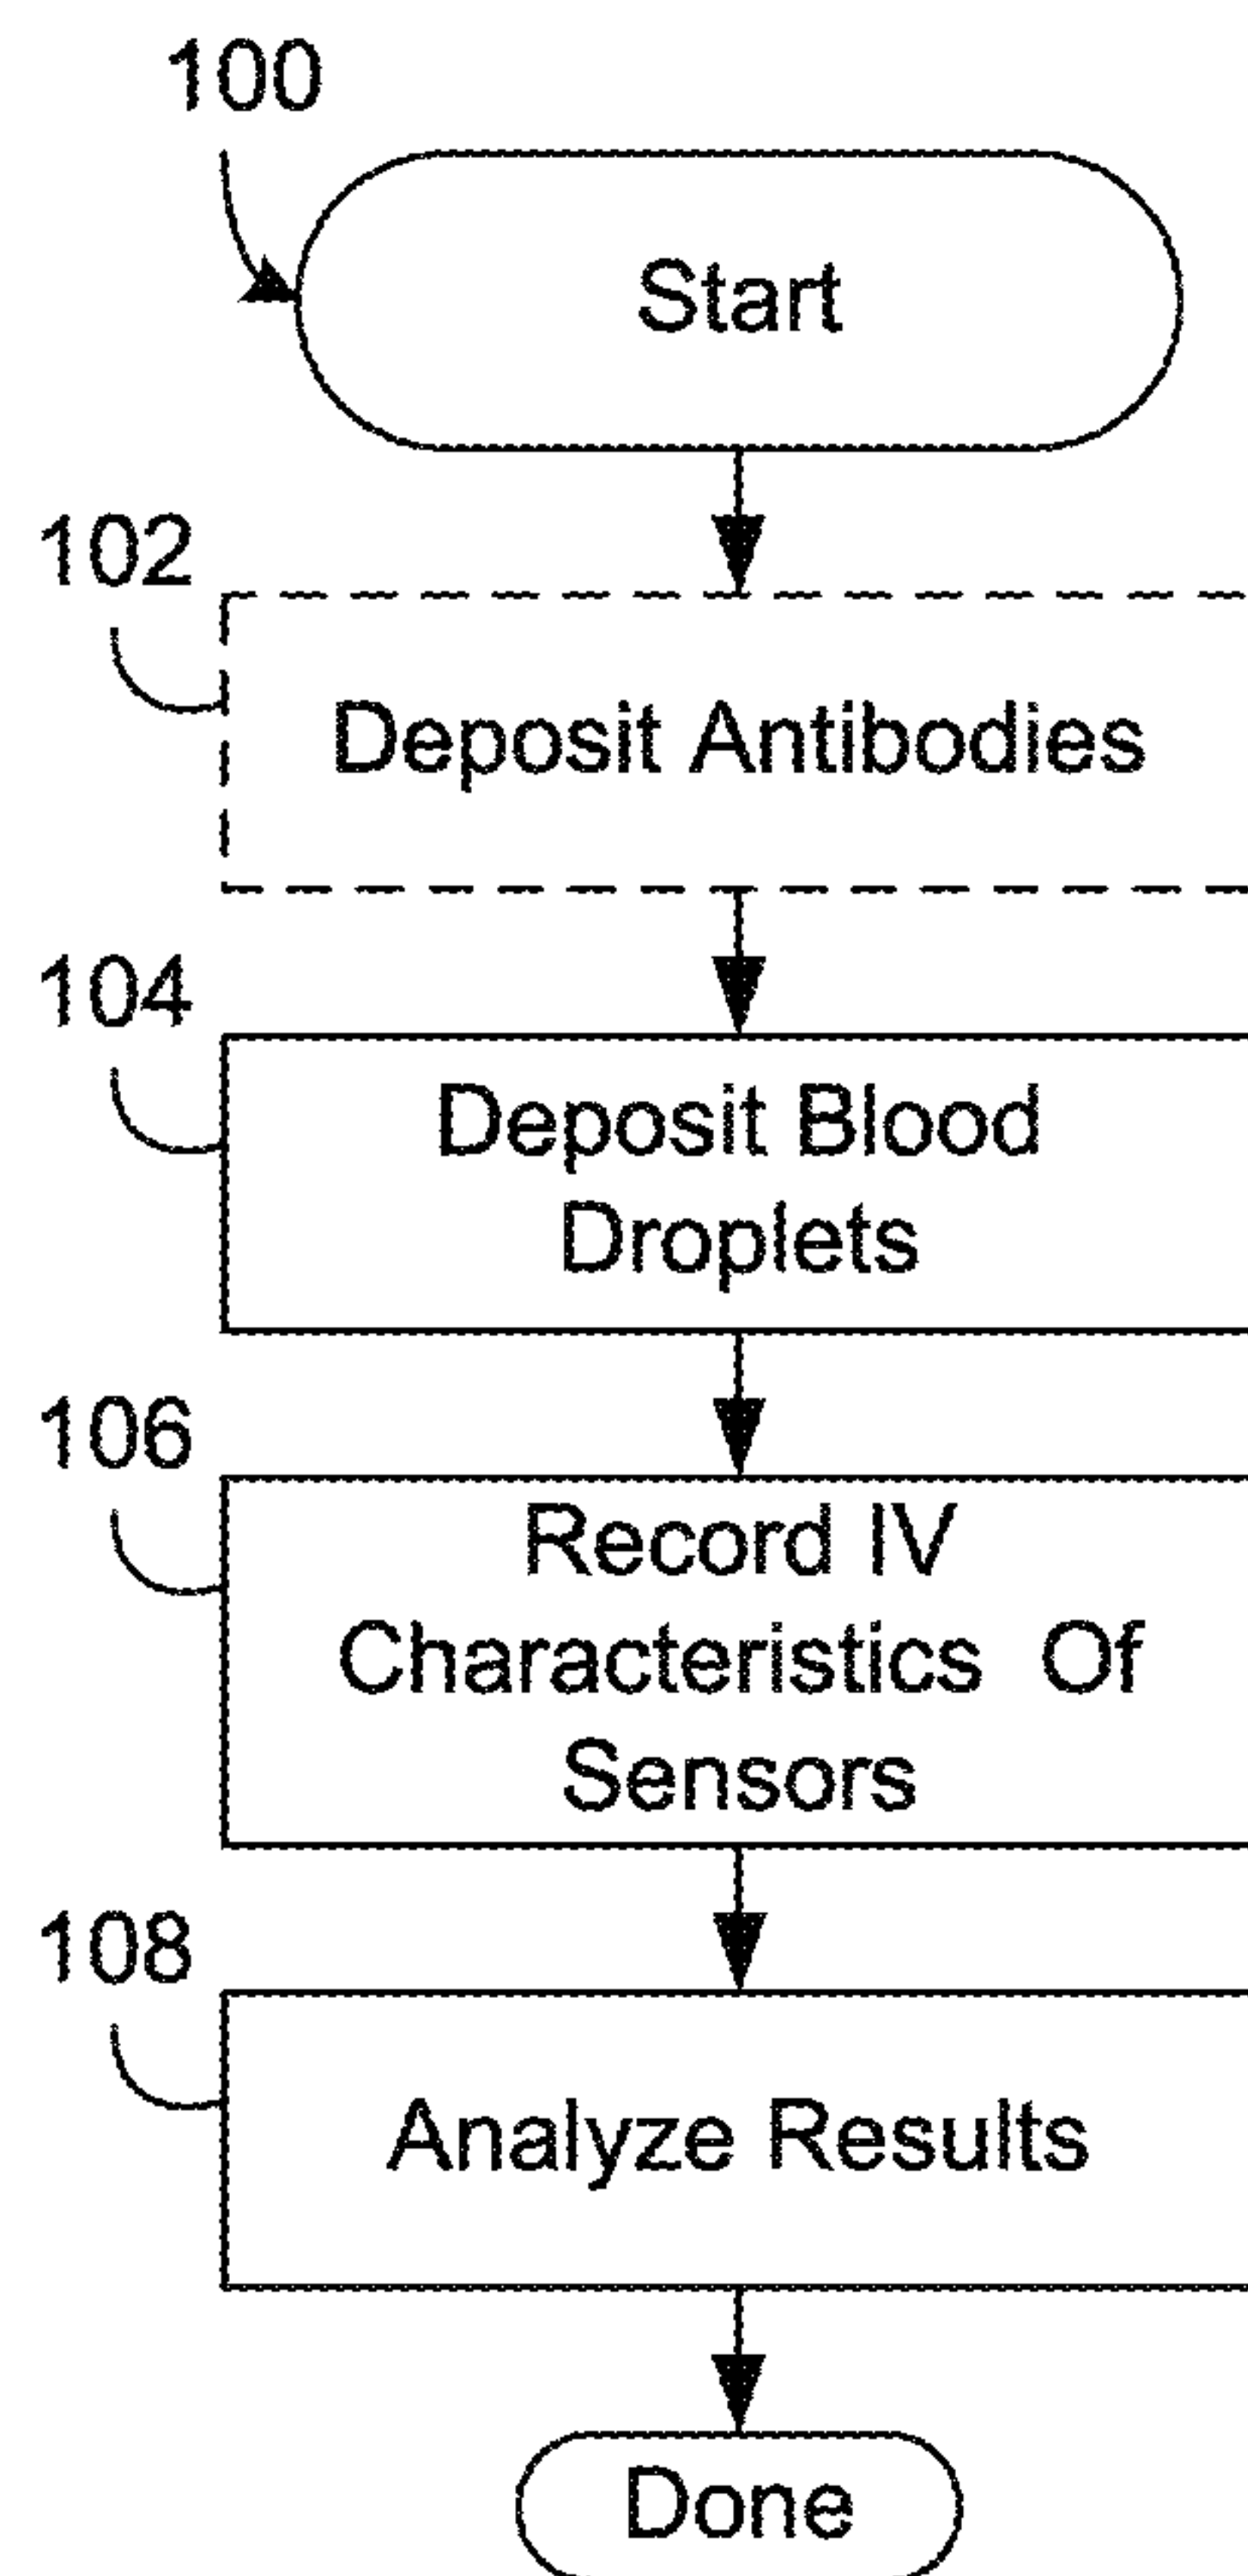 100
Start
102
Deposit Antibodies
104
Deposit Blood
Droplets
106
Record IV
Characteristics Of
Sensors
108
Analyze Results
Done